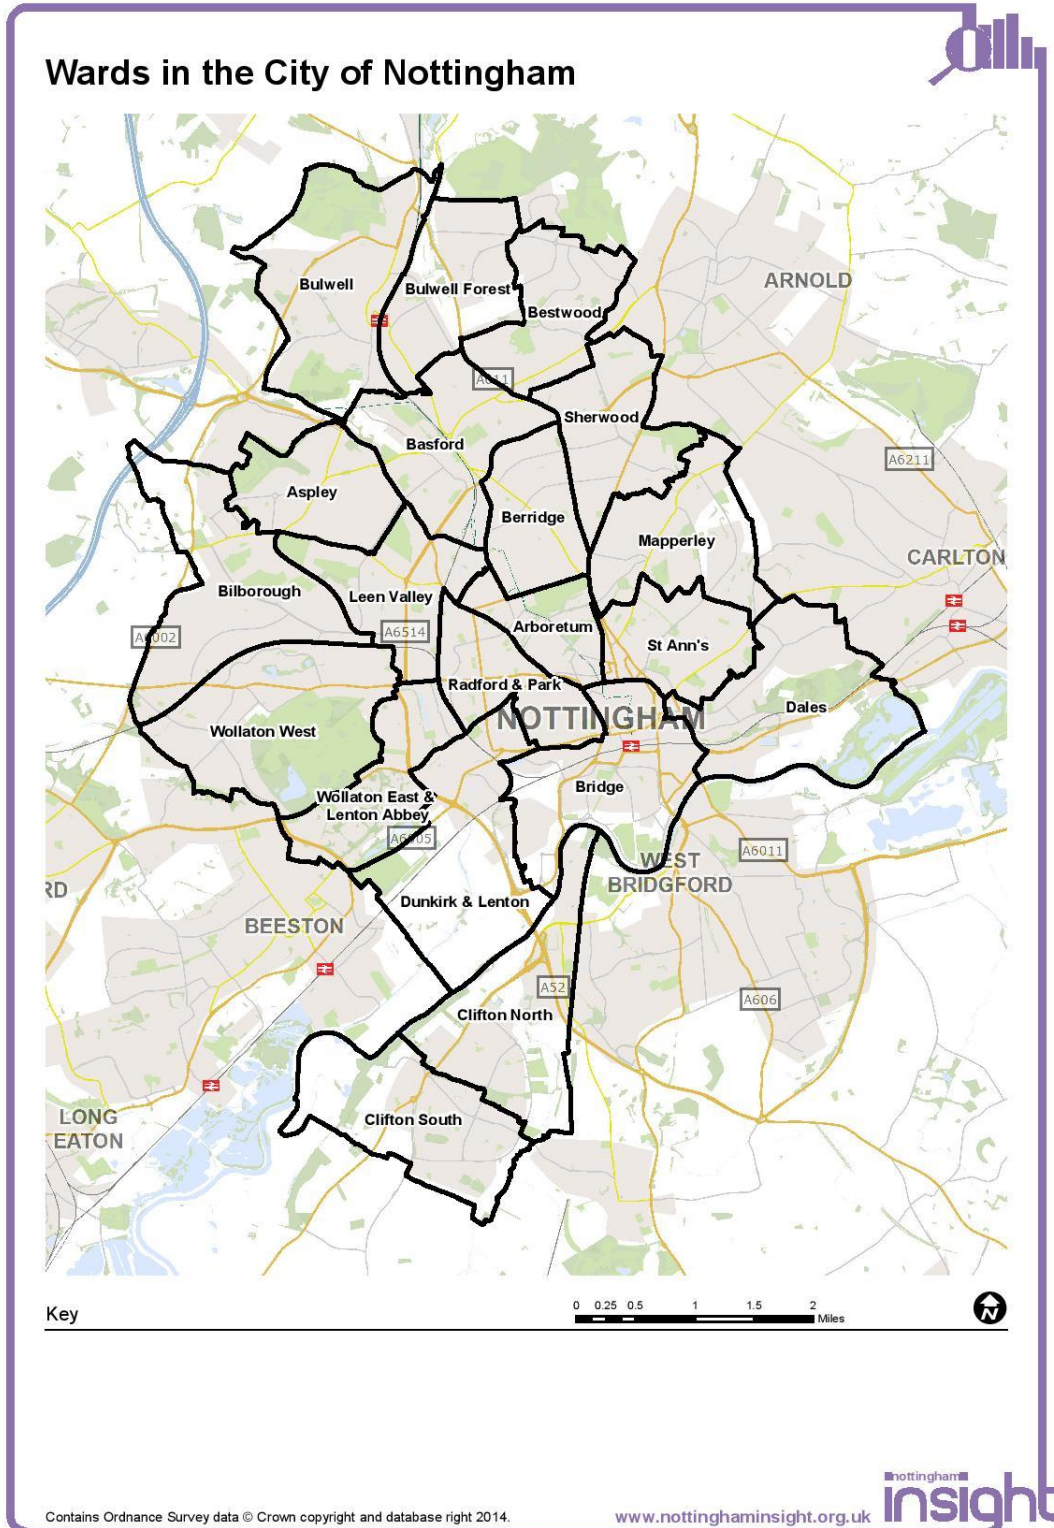 Wards in the City of Nottingham
Bulwell
Bulwell Forest
Bestwood
ARNOLD
A611
Sherwood
Basford
A6211
Aspley
Berridge
Mapperley
CARLTON
Bilborough
Leen Valley
A6002
A6514
Arboretum
St Ann's
Radford & Park
Dales
NOTTINGHAM
Wollaton West
Bridge
Wollaton East &
Lenton Abbey
A6005
A6011
WEST
BRIDGFORD
RD
Dunkirk & Lenton
BEESTON
A52
A606
Clifton North
LONG
EATON
Clifton South
Key
0 0.25 0.5 1 1.5 2
Miles
N
Contains Ordnance Survey data © Crown copyright and database right 2014.
www.nottinghaminsight.org.uk
nottingham
insight